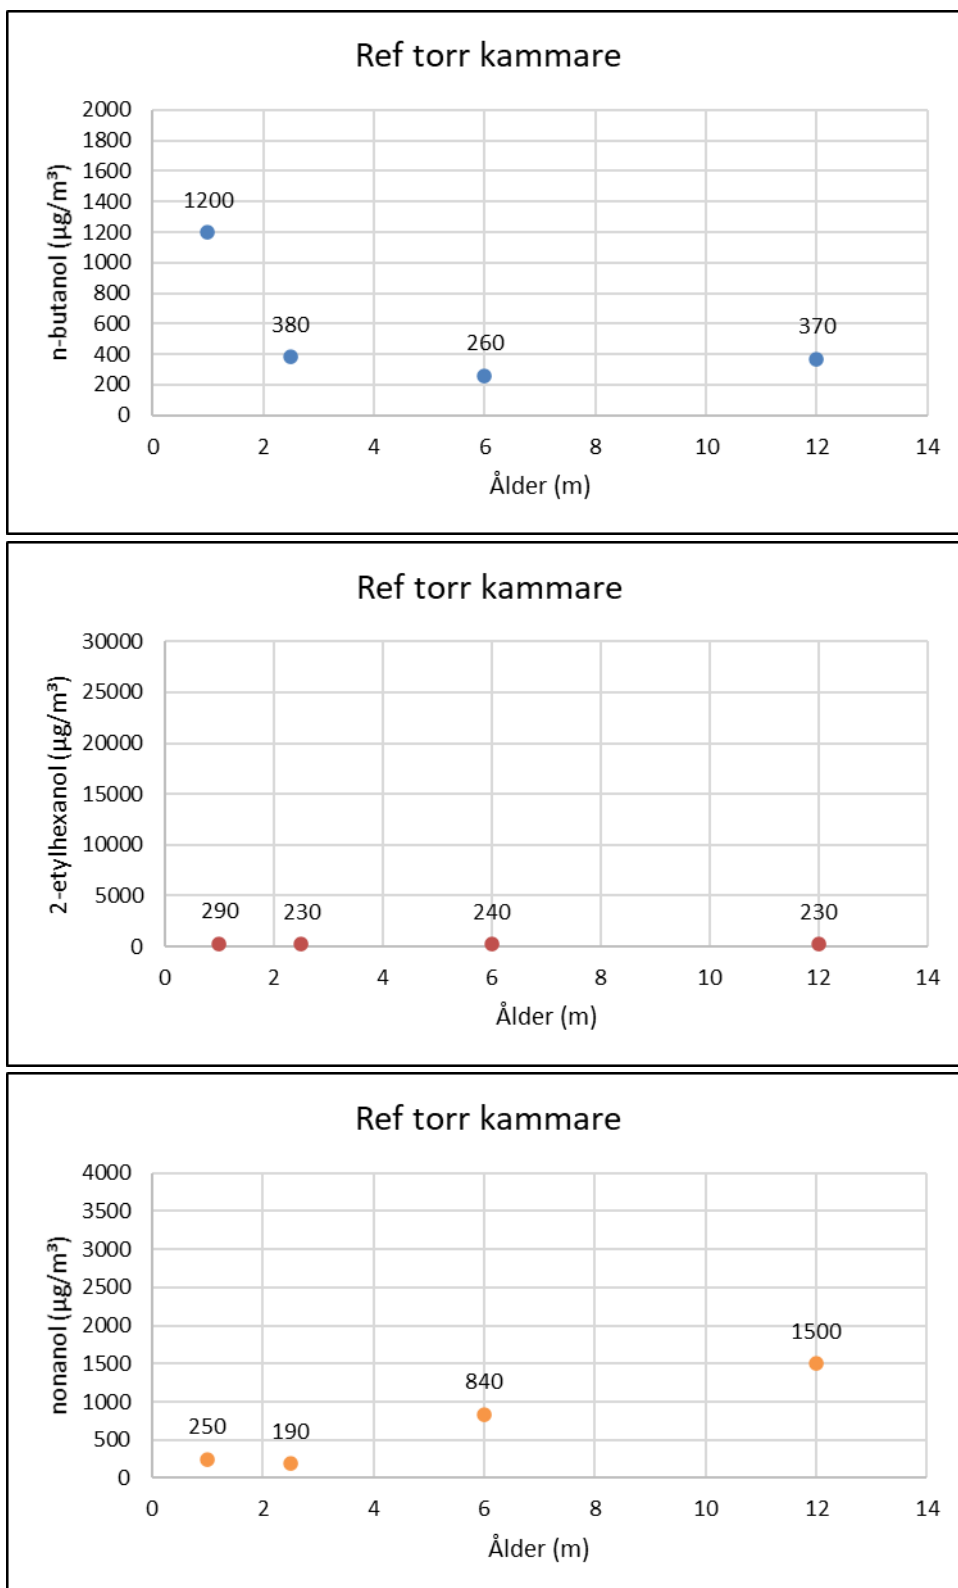 Ref torr kammare
2000
1800
1600
1400
1200
1000
800
600
400
200
0
n-butanol (µg/m³)
1200
380
260
370
0 2 4 6 8 10 12 14
Ålder (m)
Ref torr kammare
30000
25000
20000
15000
10000
5000
0
2-etylhexanol (µg/m³)
290 230 240 230
0 2 4 6 8 10 12 14
Ålder (m)
Ref torr kammare
4000
3500
3000
2500
2000
1500
1000
500
0
nonanol (µg/m³)
250
190
840
1500
0 2 4 6 8 10 12 14
Ålder (m)